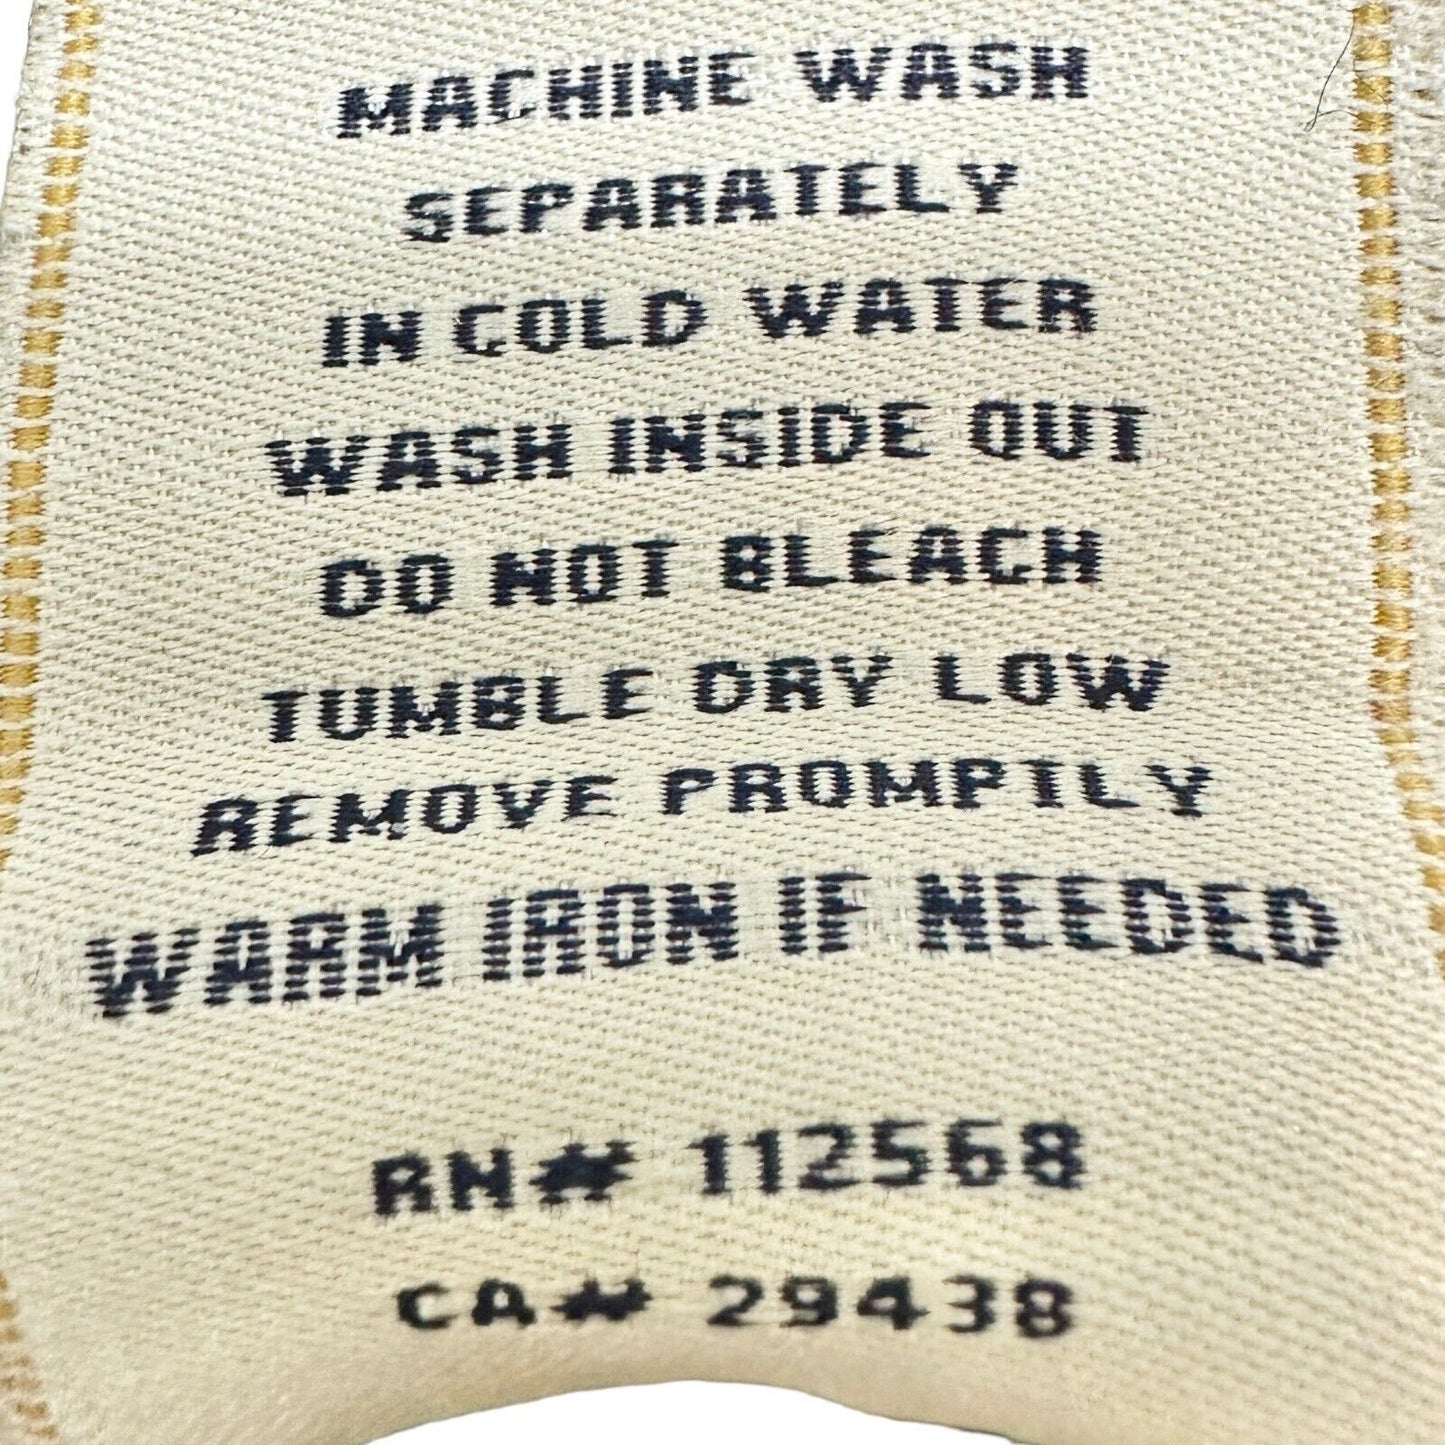 MACHINE WASH
SEPARATELY
IN COLD WATER
WASH INSIDE OUT
DO NOT BLEACH
TUMBLE DRY LOW
REMOVE PROMPTLY
WARM IRON IF NEEDED
RN# 112568
CA# 29438